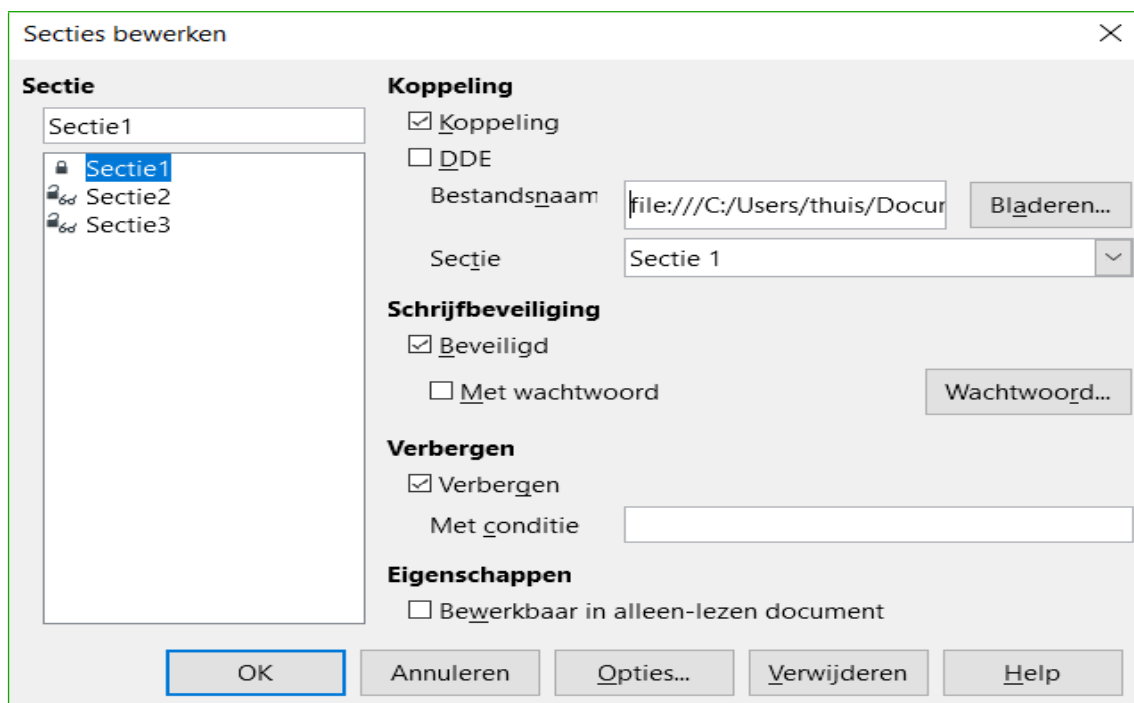 Secties bewerken
Sectie
Sectie1
Sectie1
Sectie2
Sectie3
Koppeling
Koppeling
DDE
Bestandsnaam
file:///C:/Users/thuis/Docur
Bladeren...
Sectie
Sectie 1
Schrijfbeveiliging
Beveiligd
Met wachtwoord
Wachtwoord...
Verbergen
Verbergen
Met conditie
Eigenschappen
Bewerkbaar in alleen-lezen document
OK
Annuleren
Opties...
Verwijderen
Help